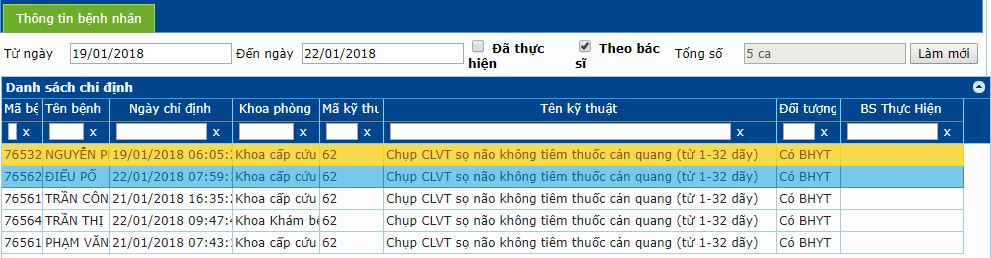 Thông tin bệnh nhân
Từ ngày 19/01/2018 Đến ngày 22/01/2018 Đã thực hiện Theo bác sĩ Tổng số 5 ca Làm mới
Danh sách chỉ định
Mã bệ Tên bệnh Ngày chỉ định Khoa phòng Mã kỹ thu Tên kỹ thuật Đối tượng BS Thực Hiện
x x x x x x x x
76532 NGUYỄN P 19/01/2018 06:05: Khoa cấp cứu 62 Chụp CLVT sọ não không tiêm thuốc cản quang (từ 1-32 dãy) Có BHYT
76562 ĐIỂU PỐ 22/01/2018 07:59: Khoa cấp cứu 62 Chụp CLVT sọ não không tiêm thuốc cản quang (từ 1-32 dãy) Có BHYT
76561 TRẦN CÔN 21/01/2018 16:35: Khoa cấp cứu 62 Chụp CLVT sọ não không tiêm thuốc cản quang (từ 1-32 dãy) Có BHYT
76564 TRẦN THỊ 22/01/2018 09:47: Khoa Khám bệ 62 Chụp CLVT sọ não không tiêm thuốc cản quang (từ 1-32 dãy) Có BHYT
76561 PHẠM VĂN 21/01/2018 07:43: Khoa cấp cứu 62 Chụp CLVT sọ não không tiêm thuốc cản quang (từ 1-32 dãy) Có BHYT